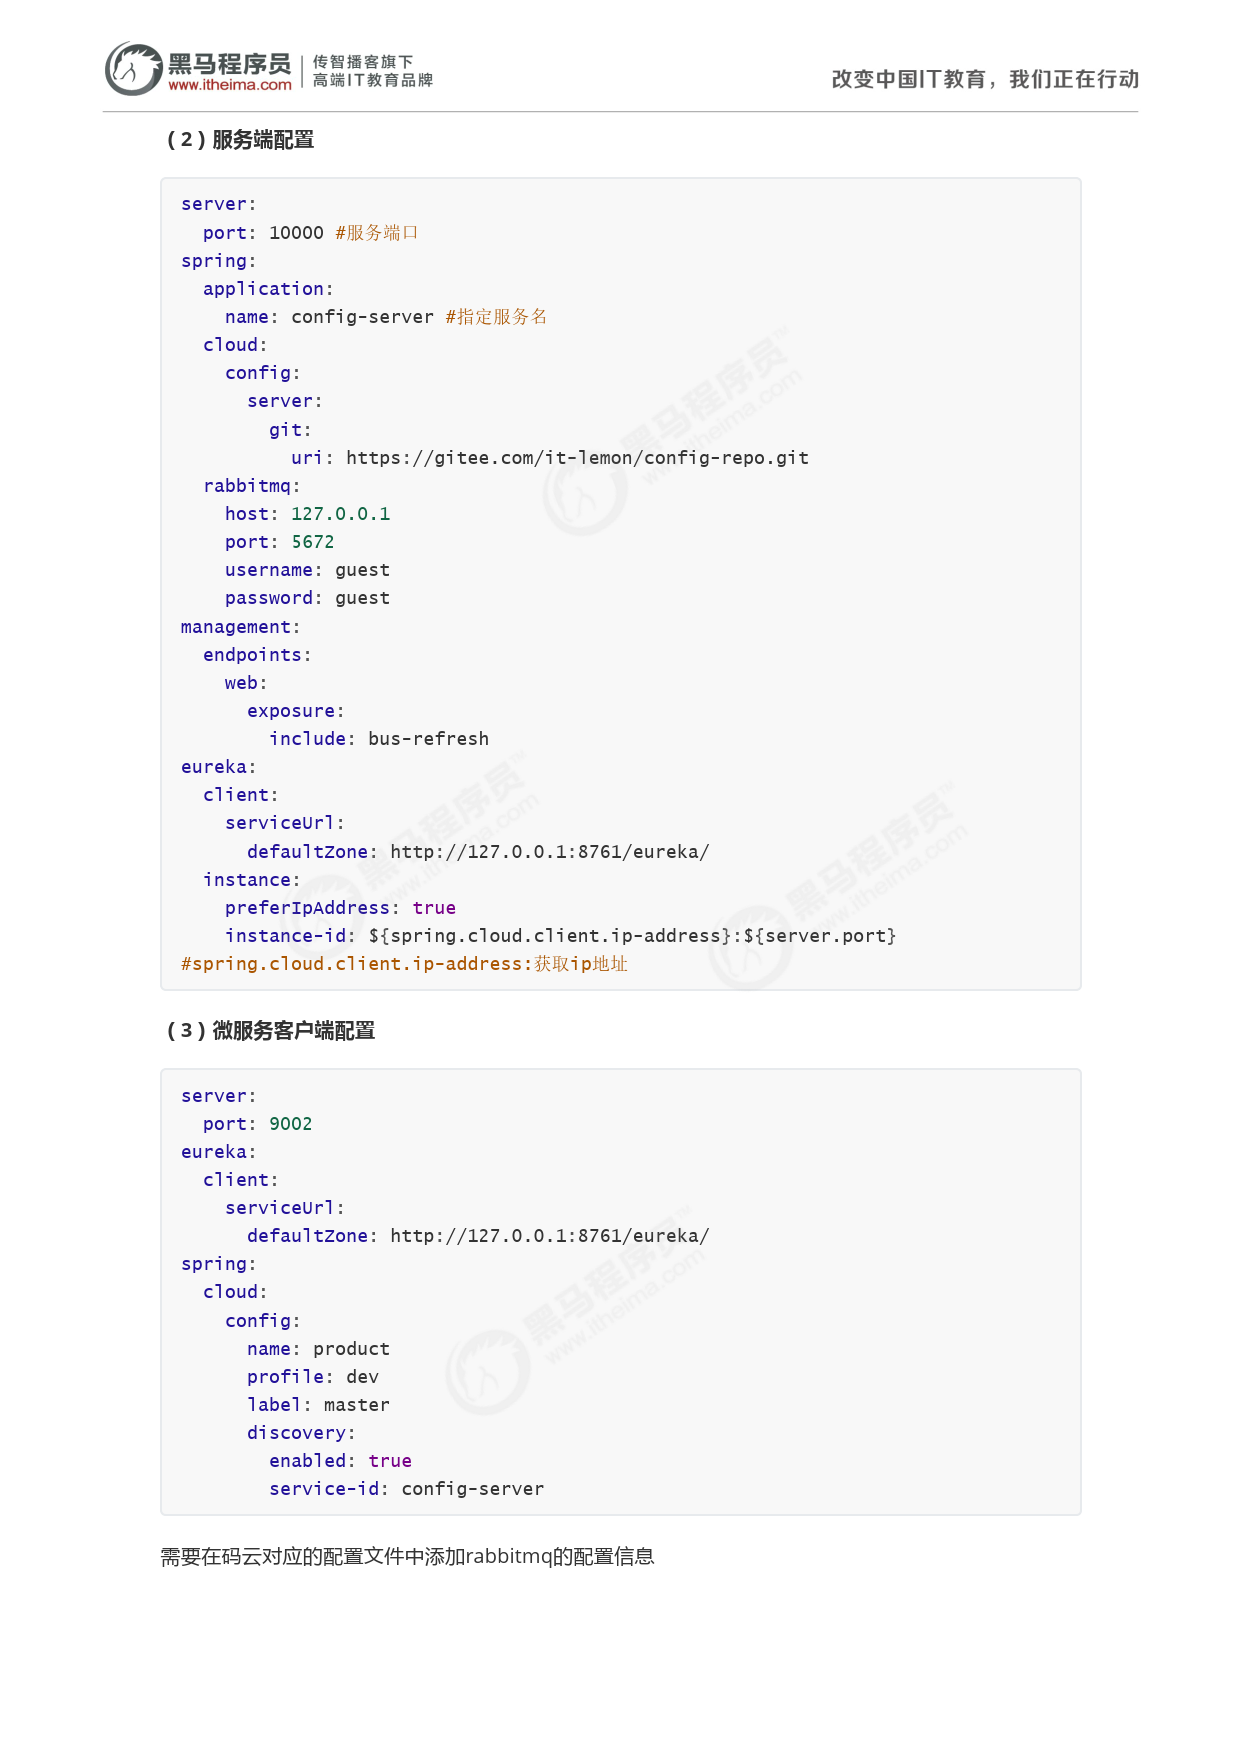 黑马程序员
www.itheima.com
传智播客旗下
高端IT教育品牌
改变中国IT教育，我们正在行动
（2）服务端配置
server:
  port: 10000 #服务端口
spring:
  application:
    name: config-server #指定服务名
  cloud:
    config:
      server:
        git:
          uri: https://gitee.com/it-lemon/config-repo.git
  rabbitmq:
    host: 127.0.0.1
    port: 5672
    username: guest
    password: guest
management:
  endpoints:
    web:
      exposure:
        include: bus-refresh
eureka:
  client:
    serviceUrl:
      defaultZone: http://127.0.0.1:8761/eureka/
  instance:
    preferIpAddress: true
    instance-id: ${spring.cloud.client.ip-address}:${server.port}
#spring.cloud.client.ip-address:获取ip地址
（3）微服务客户端配置
server:
  port: 9002
eureka:
  client:
    serviceUrl:
      defaultZone: http://127.0.0.1:8761/eureka/
spring:
  cloud:
    config:
      name: product
      profile: dev
      label: master
      discovery:
        enabled: true
        service-id: config-server
需要在码云对应的配置文件中添加rabbitmq的配置信息